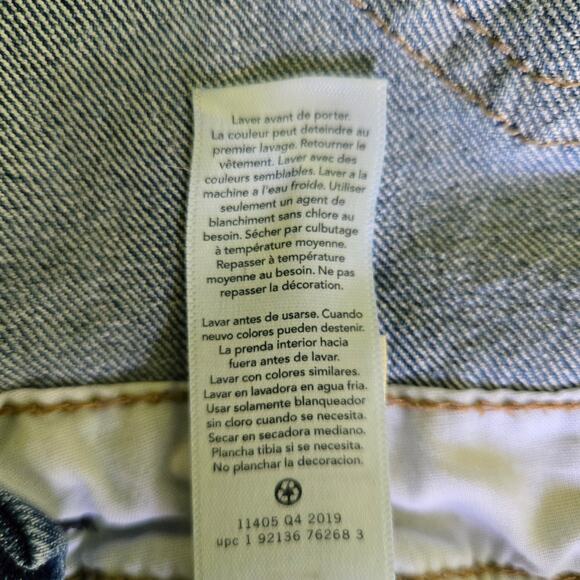 Laver avant de porter.
La couleur peut deteindre au
premier lavage. Retourner le
vêtement. Laver avec des
couleurs semblables. Laver a la
machine a l'eau froide. Utiliser
seulement un agent de
blanchiment sans chlore au
besoin. Sécher par culbutage
à température moyenne.
Repasser à température
moyenne au besoin. Ne pas
repasser la décoration.
Lavar antes de usarse. Cuando
neuvo colores pueden destenir.
La prenda interior hacia
fuera antes de lavar.
Lavar con colores similares.
Lavar en lavadora en agua fria.
Usar solamente blanqueador
sin cloro cuando se necesita.
Secar en secadora mediano.
Plancha tibia si se necesita.
No planchar la decoracion.
11405 Q4 2019
upc 1 92136 76268 3